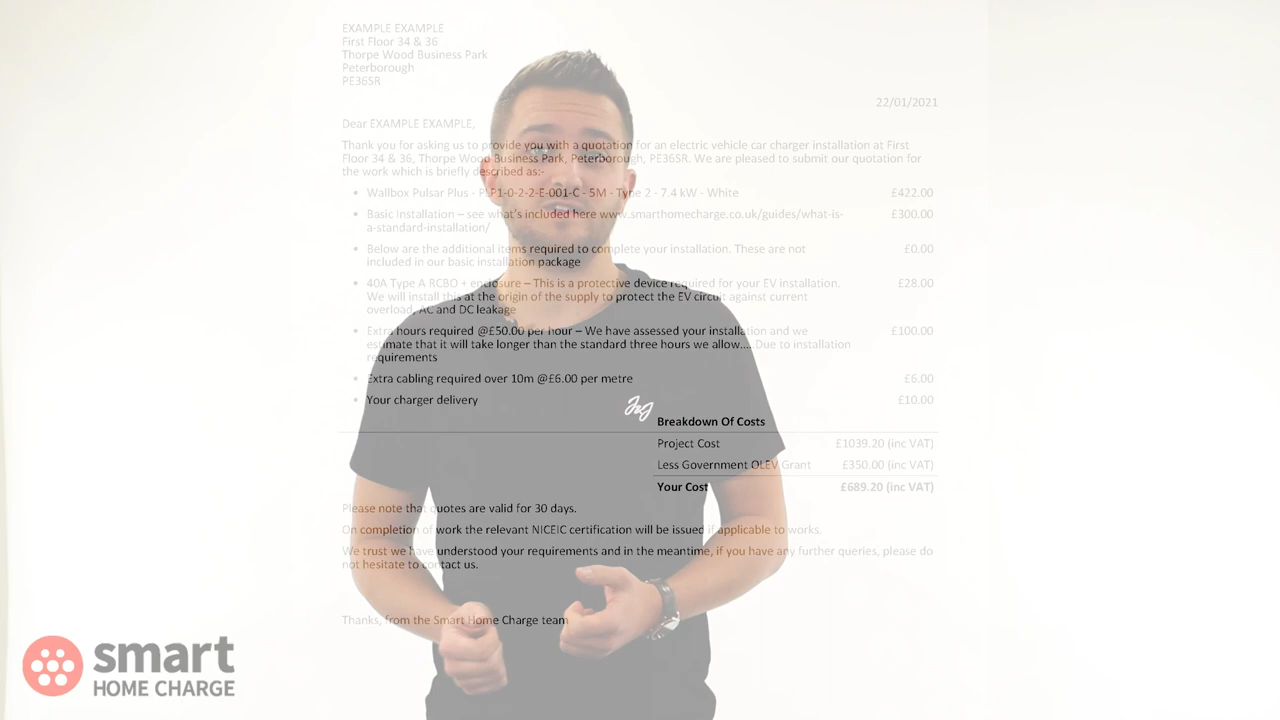 EXAMPLE EXAMPLE
First Floor 34 & 36
Thorpe Wood Business Park
Peterborough
PE36SR
22/01/2021
Dear EXAMPLE EXAMPLE,
Thank you for asking us to provide you with a quotation for an electric vehicle car charger installation at First
Floor 34 & 36, Thorpe Wood Business Park, Peterborough, PE36SR. We are pleased to submit our quotation for
the work which is briefly described as:-
• Wallbox Pulsar Plus - PLP1-0-2-2-E-001-C - 5M - Type 2 - 7.4 kW - White £422.00
• Basic Installation – see what's included here www.smarthomecharge.co.uk/guides/what-is- £300.00
a-standard-installation/
• Below are the additional items required to complete your installation. These are not £0.00
included in our basic installation package
• 40A Type A RCBO + enclosure – This is a protective device required for your EV installation. £28.00
We will install this at the origin of the supply to protect the EV circuit against current
overload, AC and DC leakage
• Extra hours required @£50.00 per hour – We have assessed your installation and we £100.00
estimate that it will take longer than the standard three hours we allow.... Due to installation
requirements
• Extra cabling required over 10m @£6.00 per metre £6.00
• Your charger delivery £10.00
Breakdown Of Costs
Project Cost £1039.20 (inc VAT)
Less Government OLEV Grant £350.00 (inc VAT)
Your Cost £689.20 (inc VAT)
Please note that quotes are valid for 30 days.
On completion of work the relevant NICEIC certification will be issued if applicable to works.
We trust we have understood your requirements and in the meantime, if you have any further queries, please do
not hesitate to contact us.
Thanks, from the Smart Home Charge team
J&J
smart
HOME CHARGE